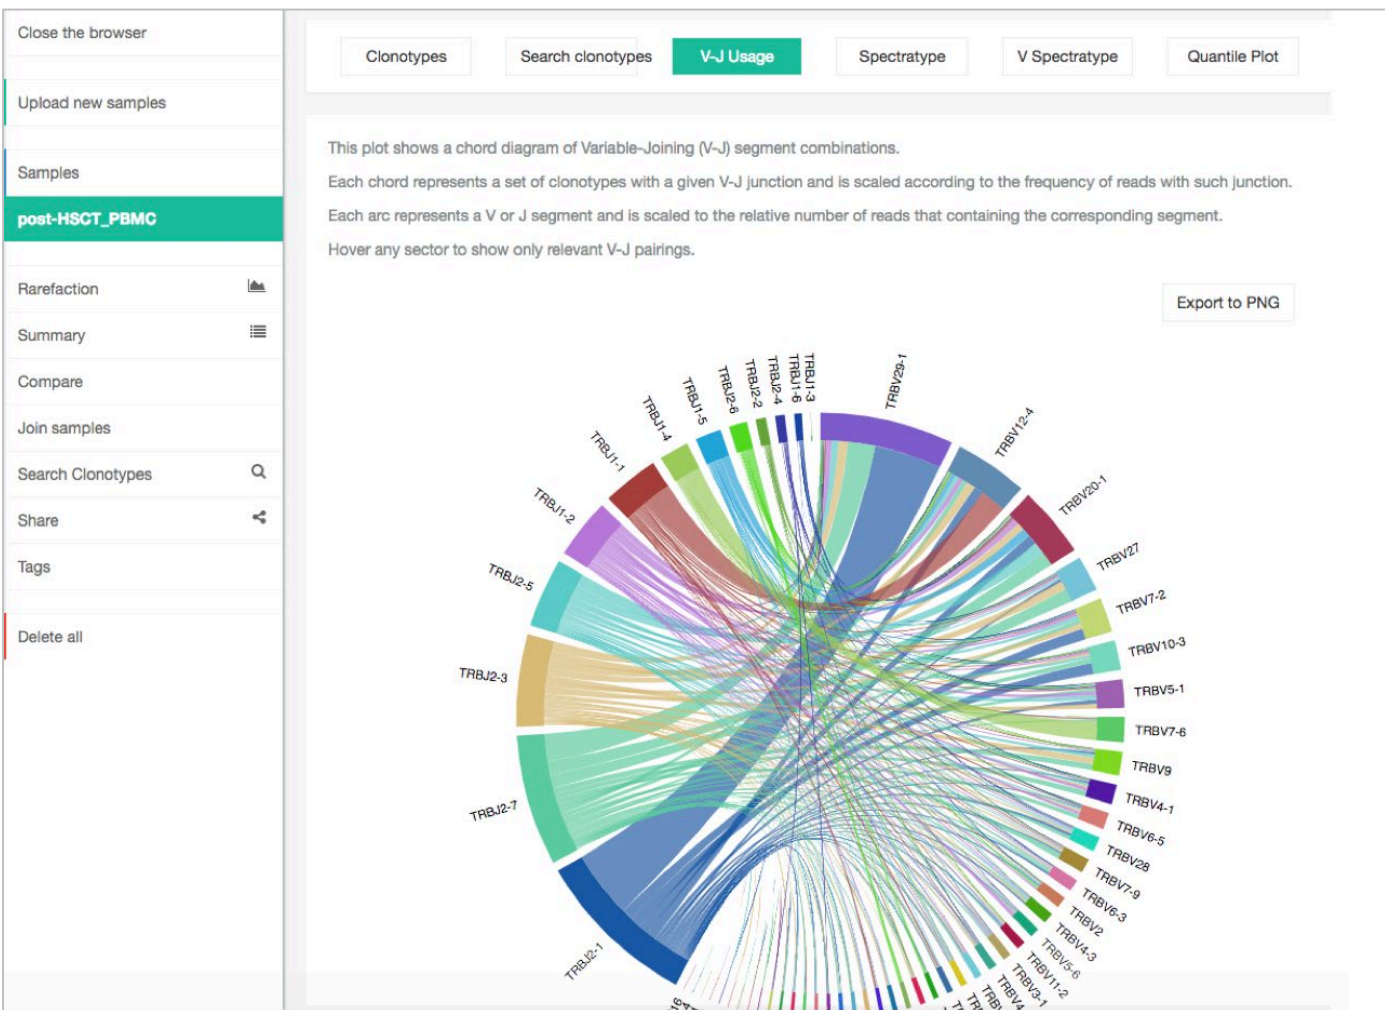 Close the browser
Upload new samples
Samples
post-HSCT_PBMC
Rarefaction
Summary
Compare
Join samples
Search Clonotypes
Share
Tags
Delete all
Clonotypes
Search clonotypes
V-J Usage
Spectratype
V Spectratype
Quantile Plot
This plot shows a chord diagram of Variable-Joining (V-J) segment combinations.
Each chord represents a set of clonotypes with a given V-J junction and is scaled according to the frequency of reads with such junction.
Each arc represents a V or J segment and is scaled to the relative number of reads that containing the corresponding segment.
Hover any sector to show only relevant V-J pairings.
Export to PNG
TRBJ2-1
TRBJ2-7
TRBJ2-3
TRBJ2-5
TRBJ1-2
TRBJ1-1
TRBJ1-4
TRBJ1-5
TRBJ2-6
TRBJ2-2
TRBJ2-4
TRBJ1-6
TRBJ1-3
TRBV29-1
TRBV12-4
TRBV20-1
TRBV27
TRBV7-2
TRBV10-3
TRBV5-1
TRBV7-6
TRBV9
TRBV4-1
TRBV6-5
TRBV28
TRBV7-9
TRBV6-3
TRBV2
TRBV4-3
TRBV5-6
TRBV11-2
TRBV3-1